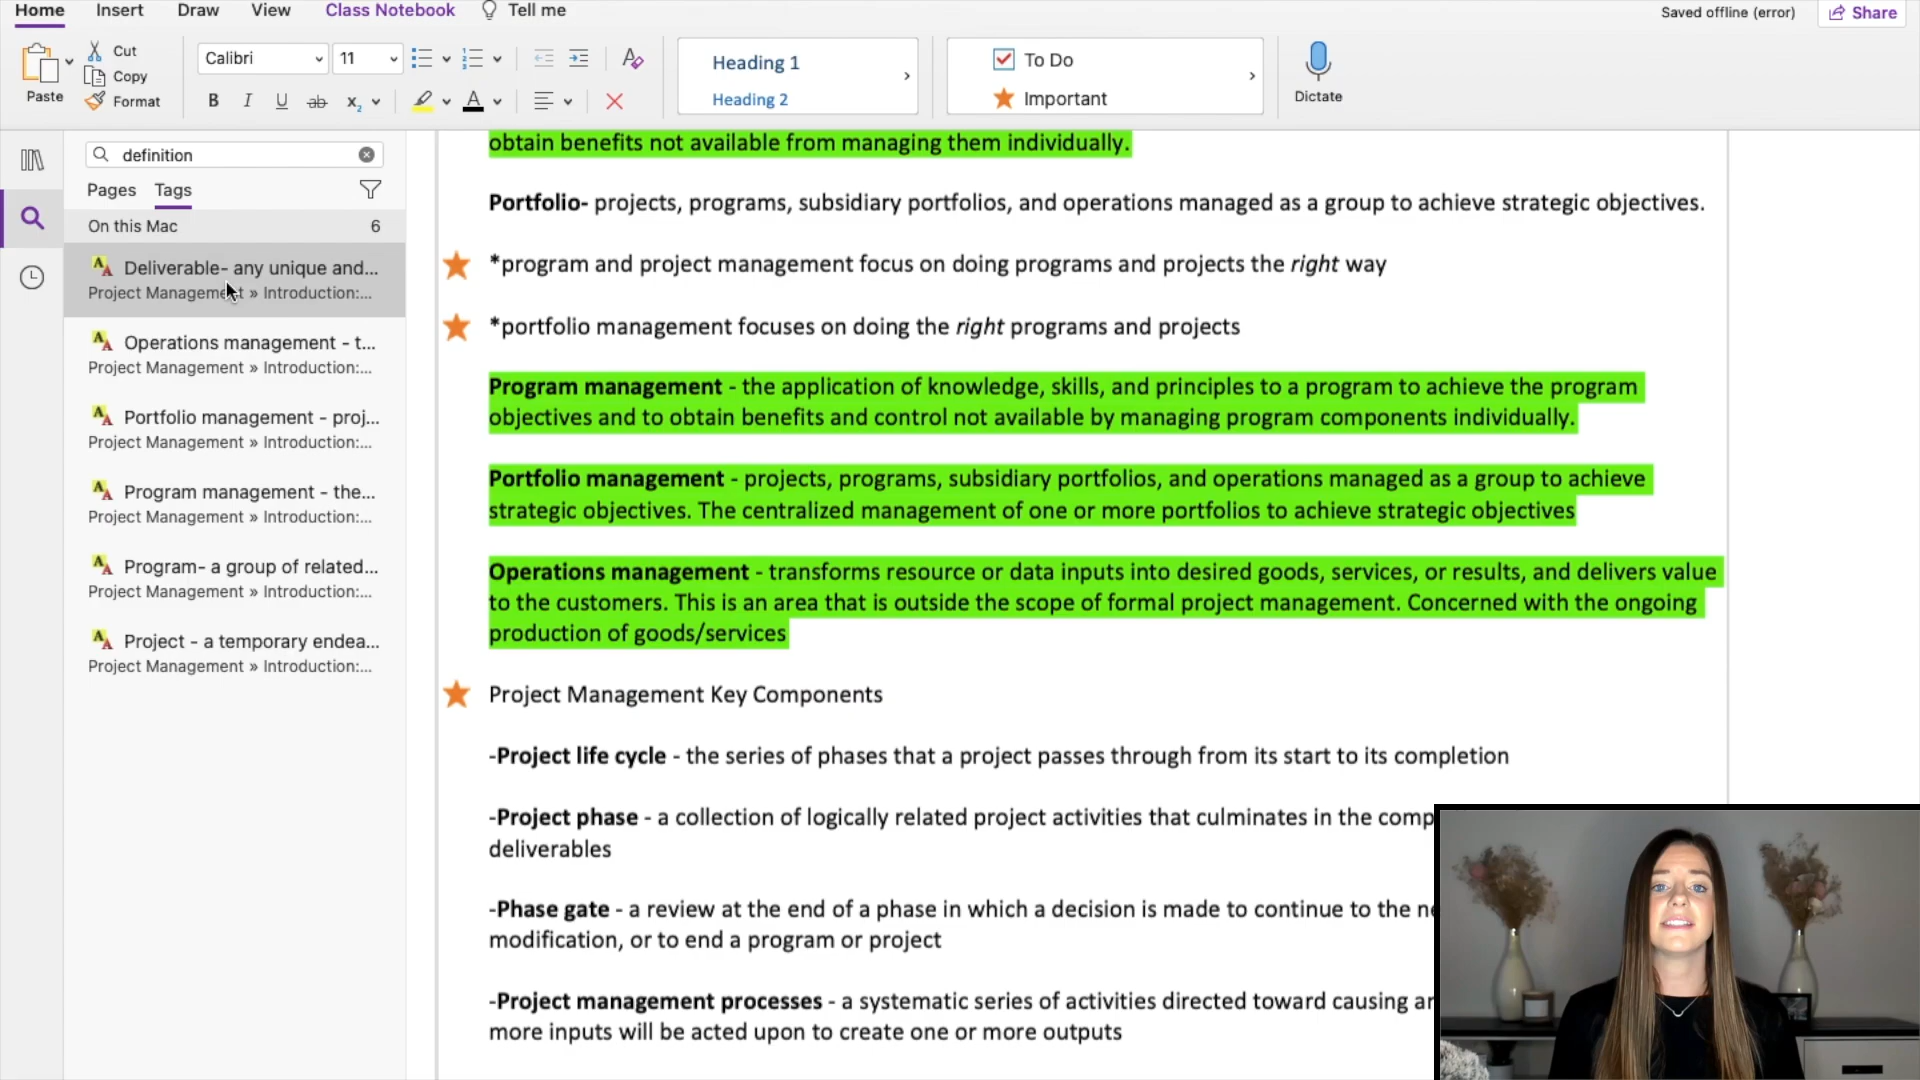 Home Insert Draw View Class Notebook Tell me
Saved offline (error) Share
Paste
Cut
Copy
Format
Calibri 11
Heading 1
Heading 2
To Do
Important
Dictate
definition
Pages Tags
On this Mac 6
Deliverable- any unique and...
Project Management » Introduction:...
Operations management - t...
Project Management » Introduction:...
Portfolio management - proj...
Project Management » Introduction:...
Program management - the...
Project Management » Introduction:...
Program- a group of related...
Project Management » Introduction:...
Project - a temporary endea...
Project Management » Introduction:...
obtain benefits not available from managing them individually.
Portfolio- projects, programs, subsidiary portfolios, and operations managed as a group to achieve strategic objectives.
*program and project management focus on doing programs and projects the right way
*portfolio management focuses on doing the right programs and projects
Program management - the application of knowledge, skills, and principles to a program to achieve the program
objectives and to obtain benefits and control not available by managing program components individually.
Portfolio management - projects, programs, subsidiary portfolios, and operations managed as a group to achieve
strategic objectives. The centralized management of one or more portfolios to achieve strategic objectives
Operations management - transforms resource or data inputs into desired goods, services, or results, and delivers value
to the customers. This is an area that is outside the scope of formal project management. Concerned with the ongoing
production of goods/services
Project Management Key Components
-Project life cycle - the series of phases that a project passes through from its start to its completion
-Project phase - a collection of logically related project activities that culminates in the comp
deliverables
-Phase gate - a review at the end of a phase in which a decision is made to continue to the ne
modification, or to end a program or project
-Project management processes - a systematic series of activities directed toward causing an
more inputs will be acted upon to create one or more outputs